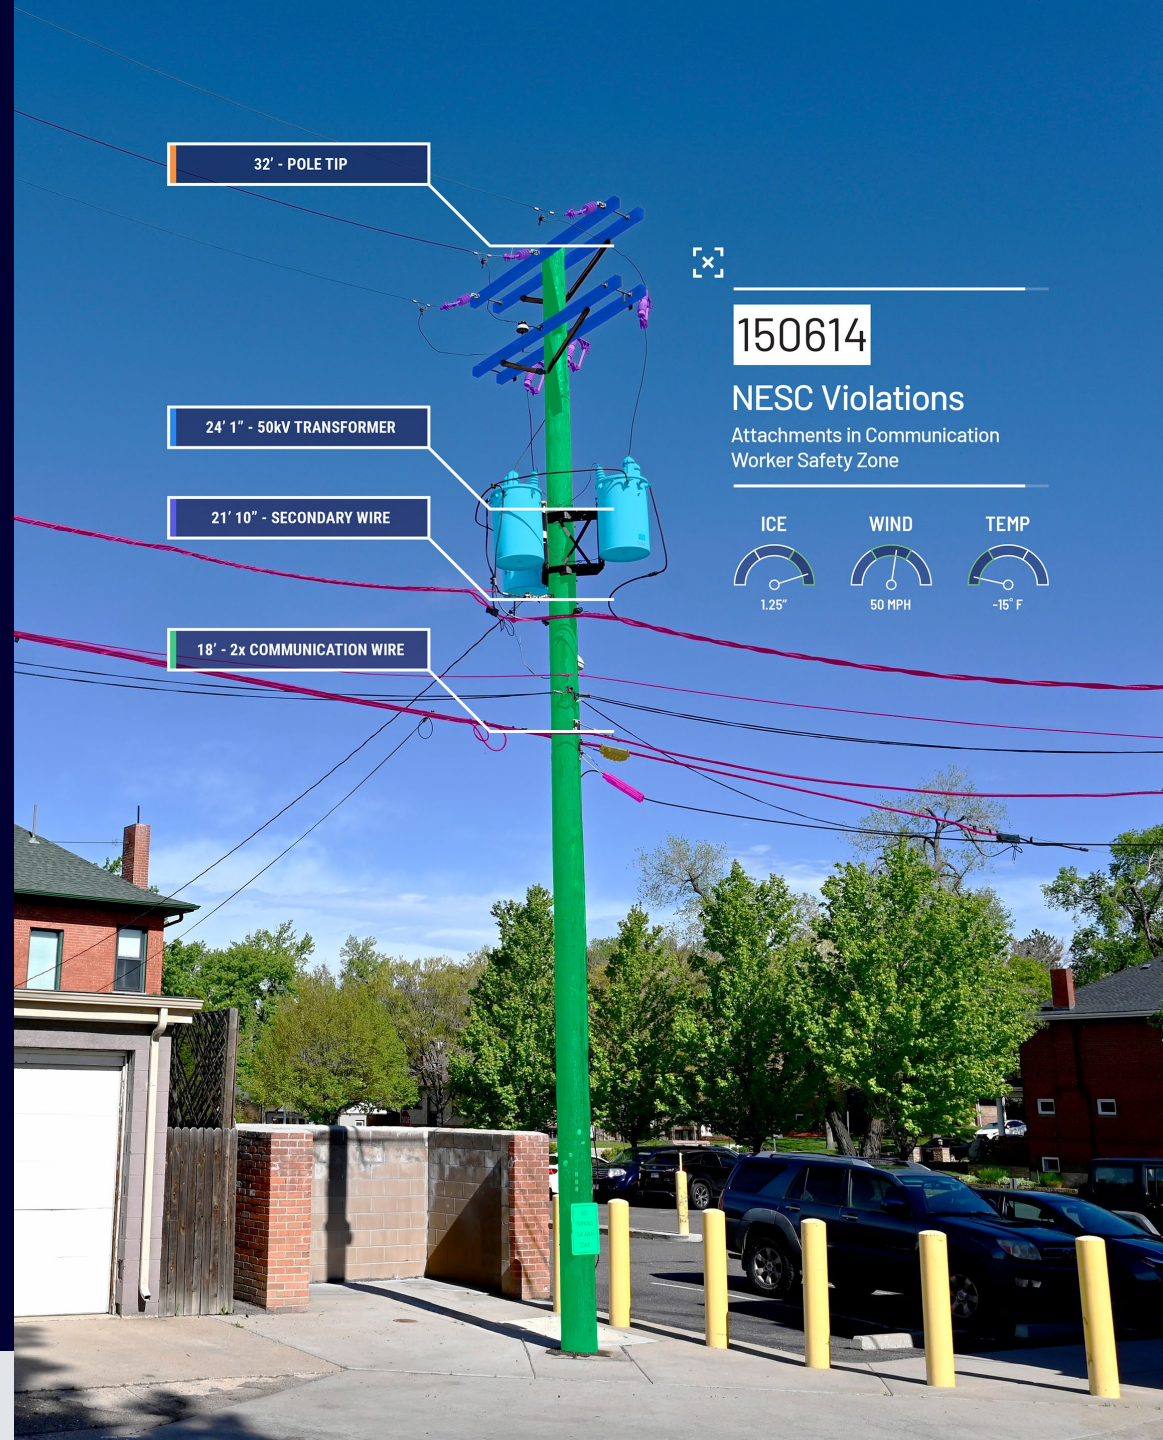 32’ - POLE TIP
24’ 1” - 50kV TRANSFORMER
21’ 10” - SECONDARY WIRE
18’ - 2x COMMUNICATION WIRE
150614
NESC Violations
Attachments in Communication
Worker Safety Zone
ICE
WIND
TEMP
1.25”
50 MPH
-15° F